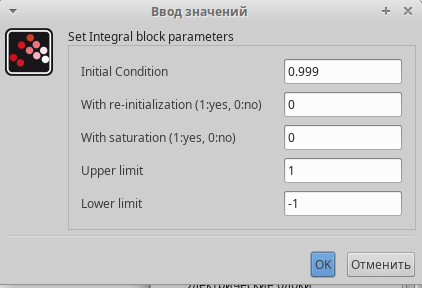 Ввод значений
Set Integral block parameters
Initial Condition 0.999
With re-initialization (1:yes, 0:no) 0
With saturation (1:yes, 0:no) 0
Upper limit 1
Lower limit -1
OK Отменить